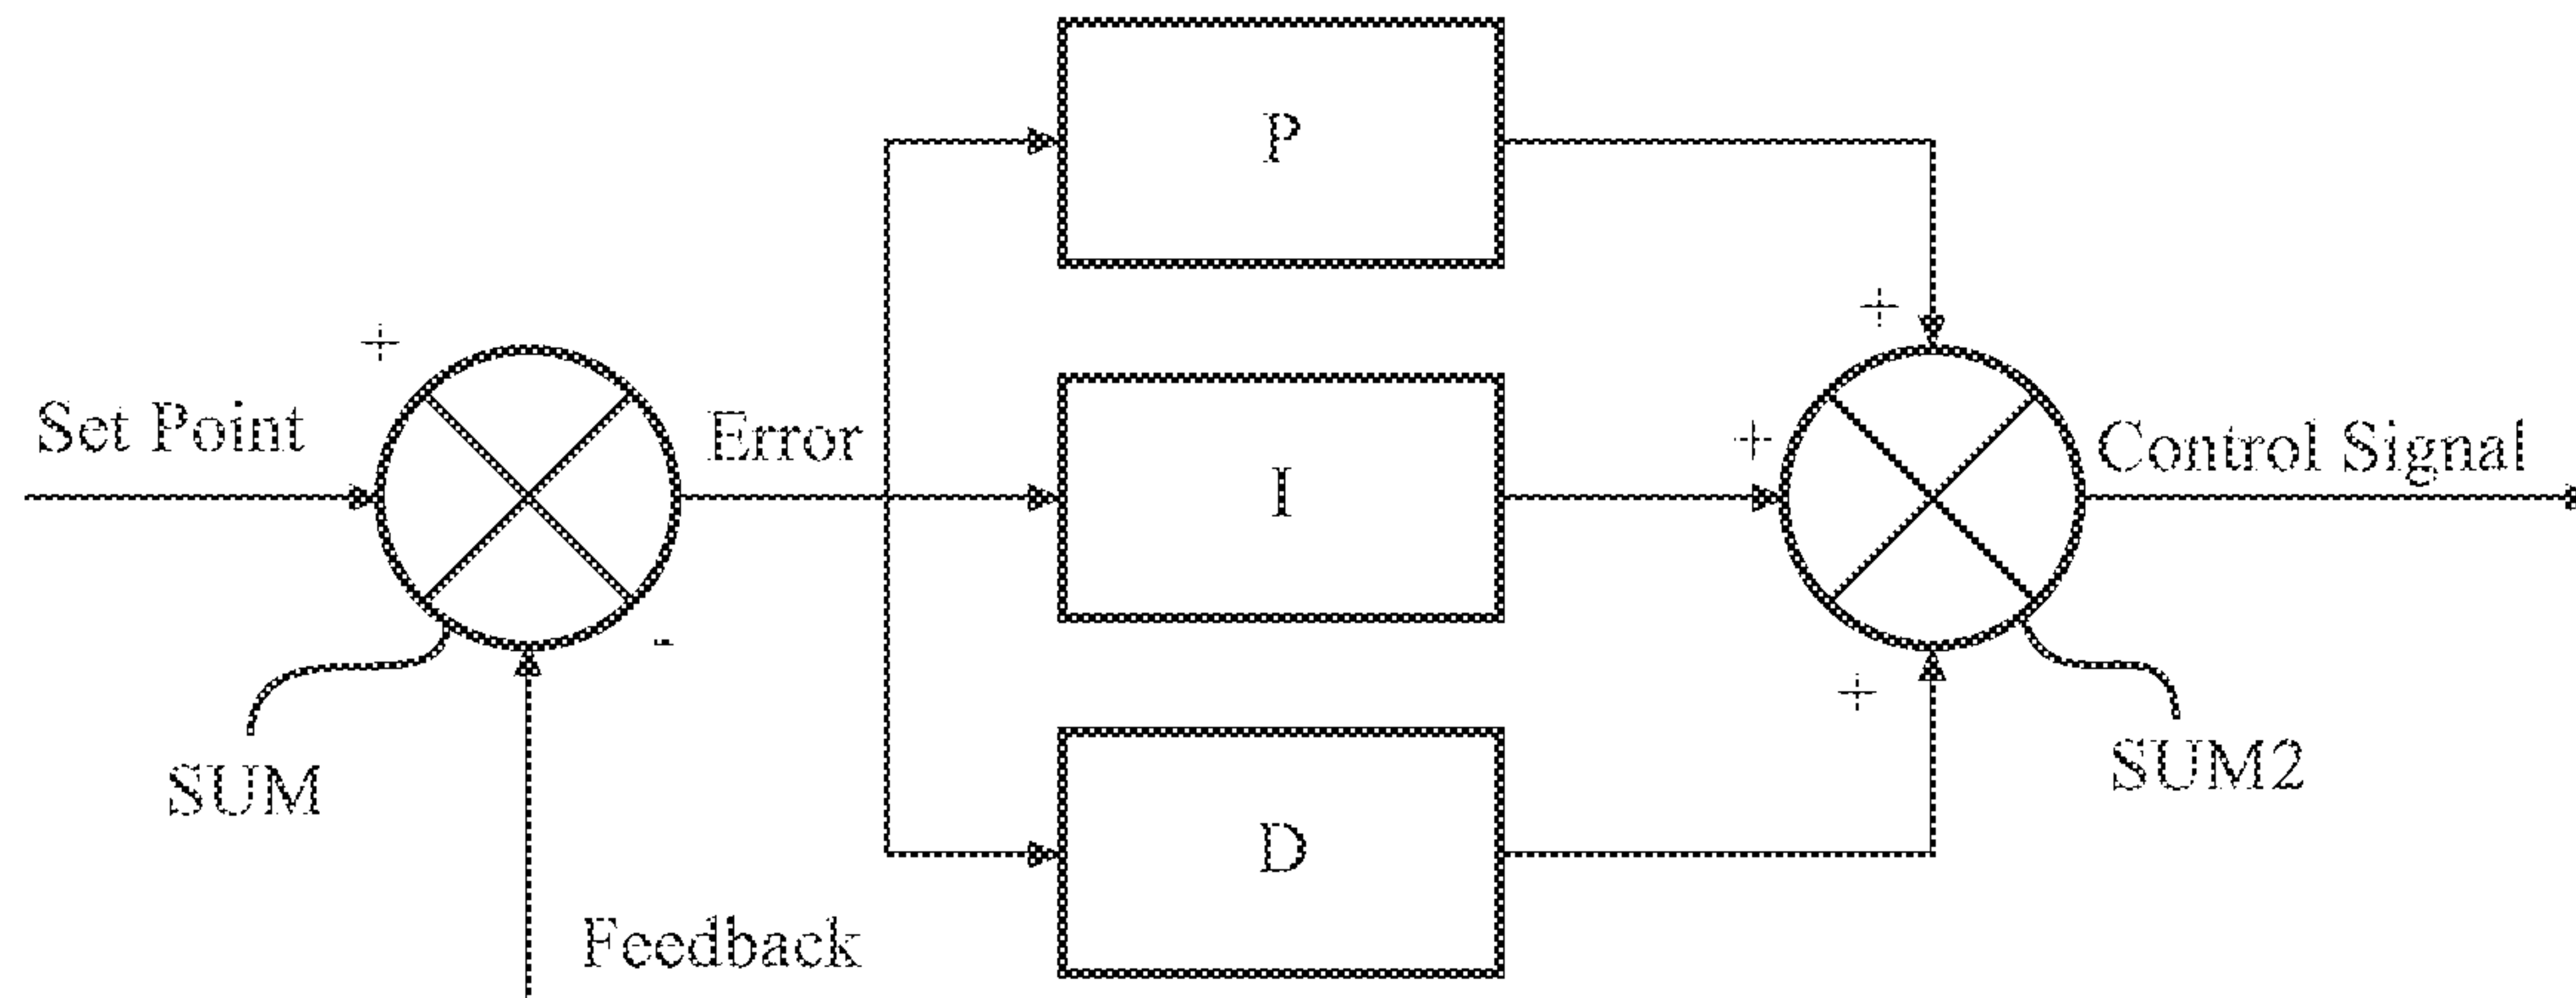 P
+
+
Set Point
Error
+
Control Signal
I
-
+
SUM
SUM2
D
Feedback